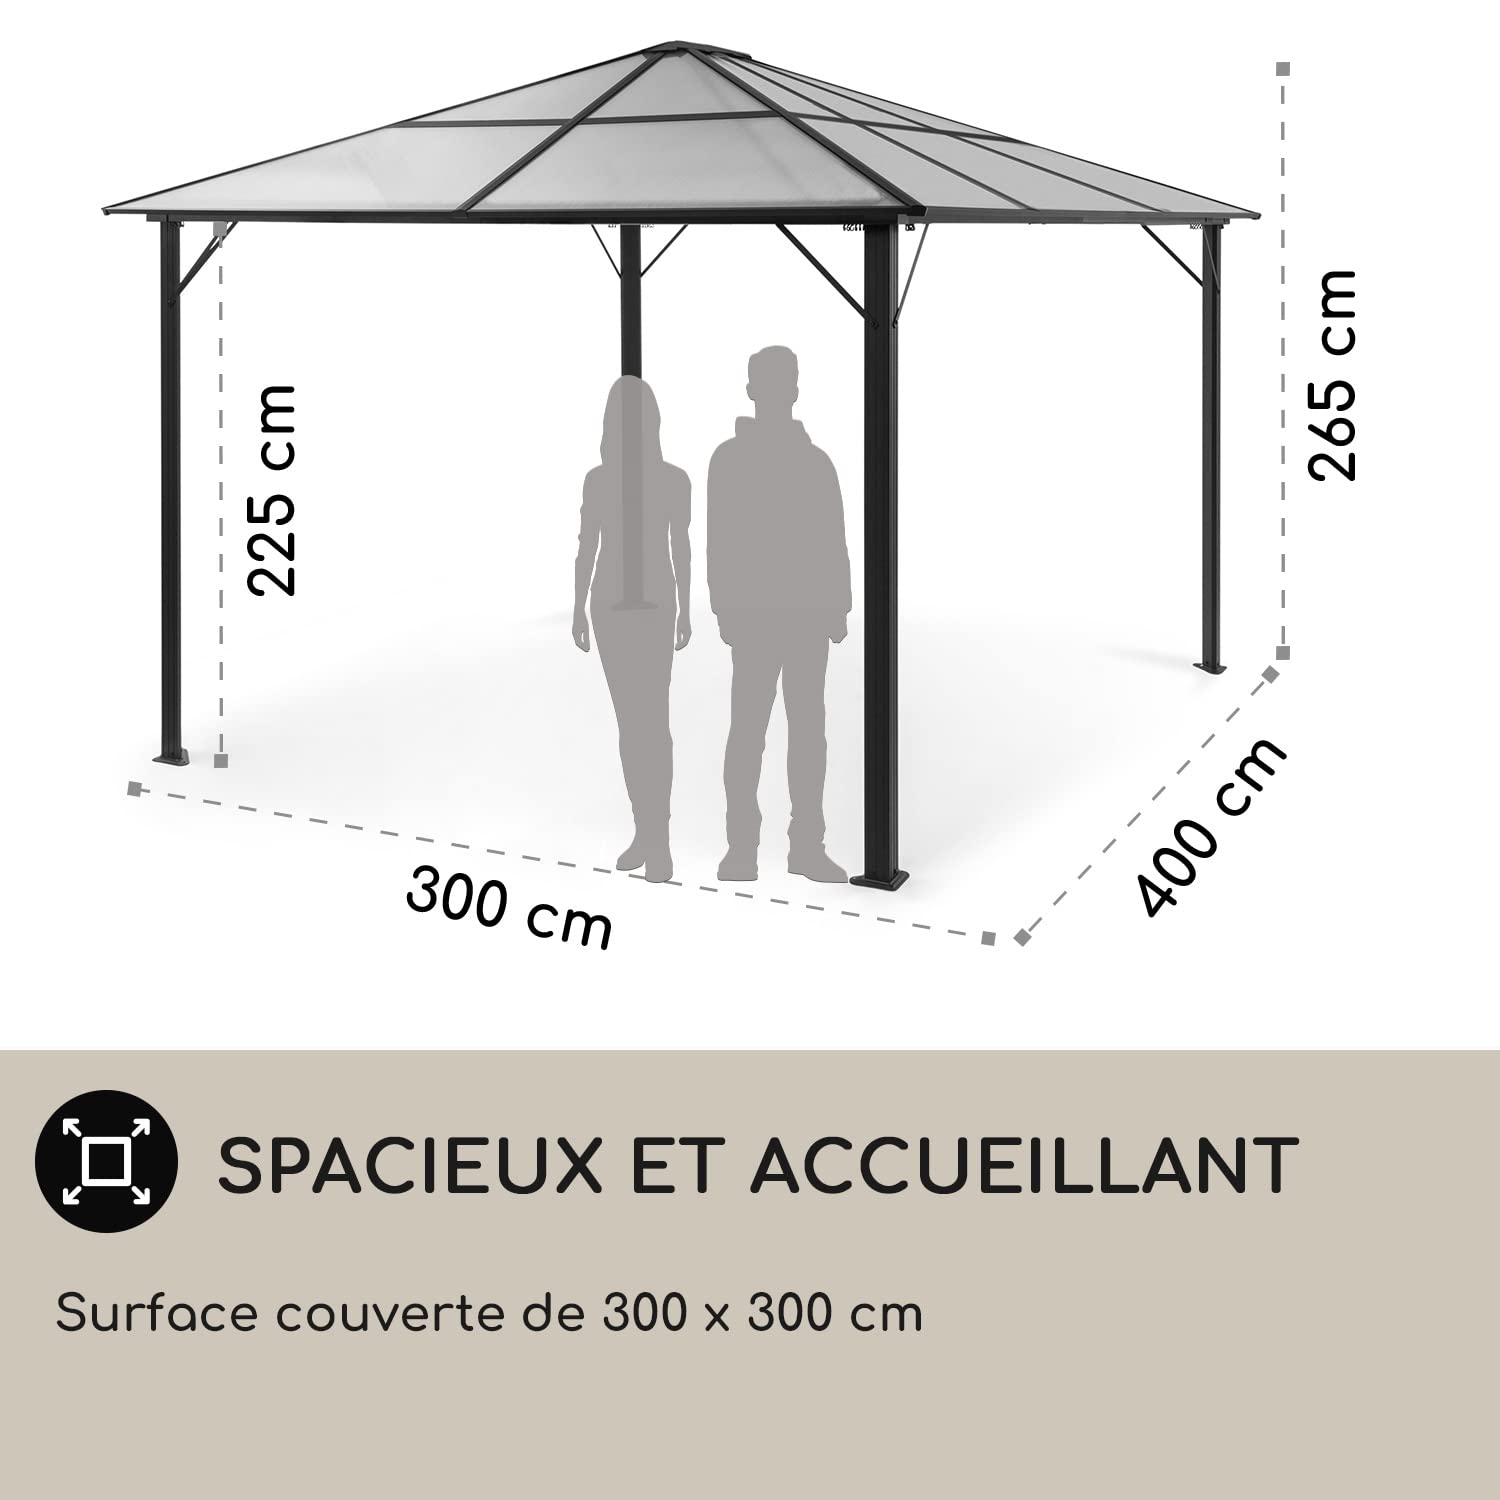 265 cm
225 cm
400 cm
300 cm
SPACIEUX ET ACCUEILLANT
Surface couverte de 300 x 300 cm